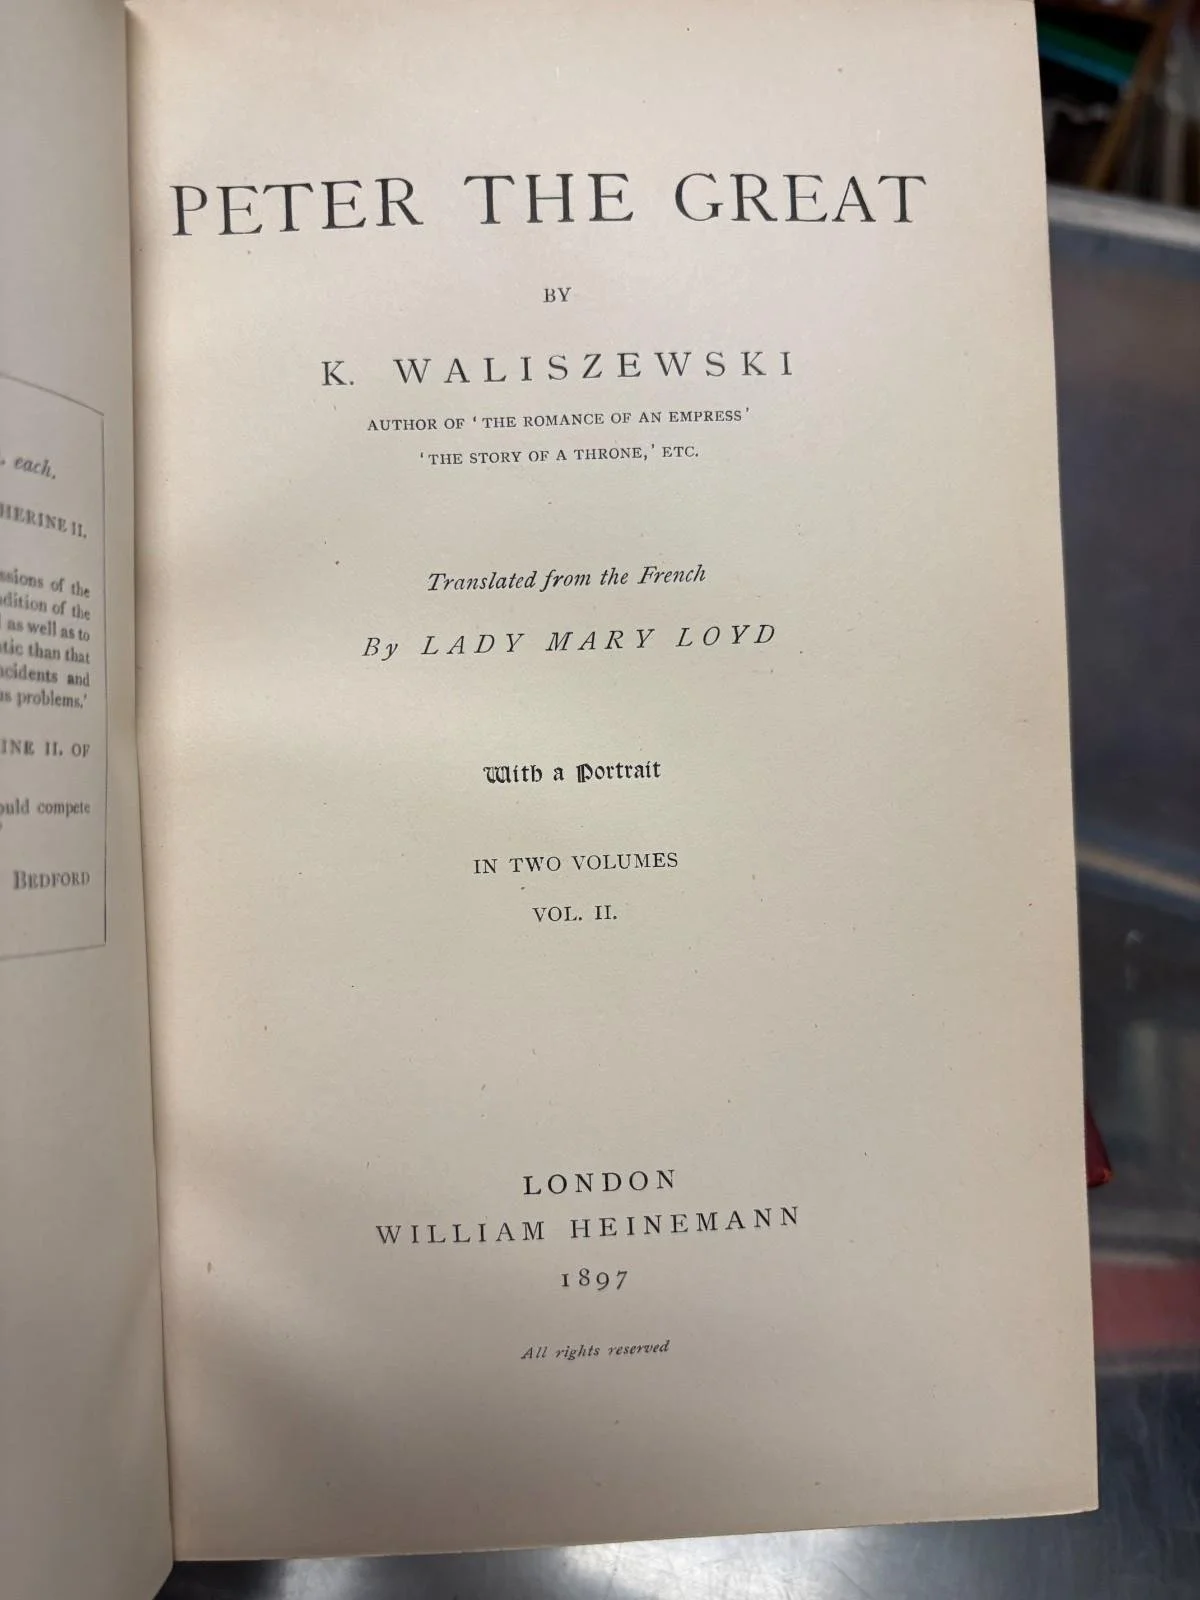 each.
HERINE II.
of the
dition of the
as well as to
than that
cidents and
problems.'
INE II. OF
ould compete
BEDFORD
PETER THE GREAT
BY
K. WALISZEWSKI
AUTHOR OF 'THE ROMANCE OF AN EMPRESS'
'THE STORY OF A THRONE,' ETC.
Translated from the French
By LADY MARY LOYD
With a Portrait
IN TWO VOLUMES
VOL. II.
LONDON
WILLIAM HEINEMANN
1897
All rights reserved